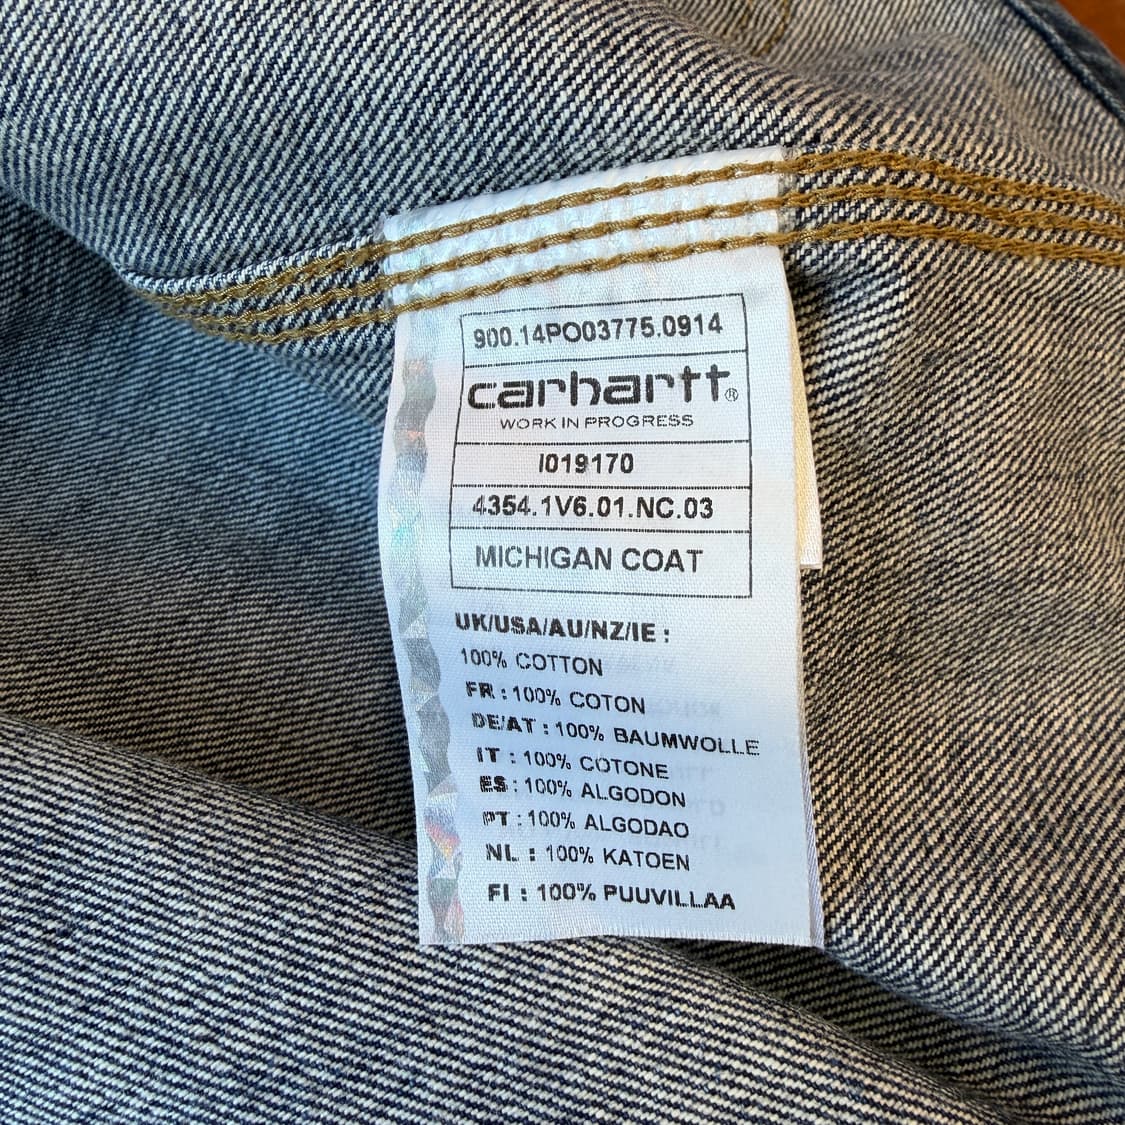 900.14PO03775.0914
carhartt®
WORK IN PROGRESS
I019170
4354.1V6.01.NC.03
MICHIGAN COAT
UK/USA/AU/NZ/IE :
100% COTTON
FR : 100% COTON
DE/AT : 100% BAUMWOLLE
IT : 100% COTONE
ES : 100% ALGODON
PT : 100% ALGODAO
NL : 100% KATOEN
FI : 100% PUUVILLAA